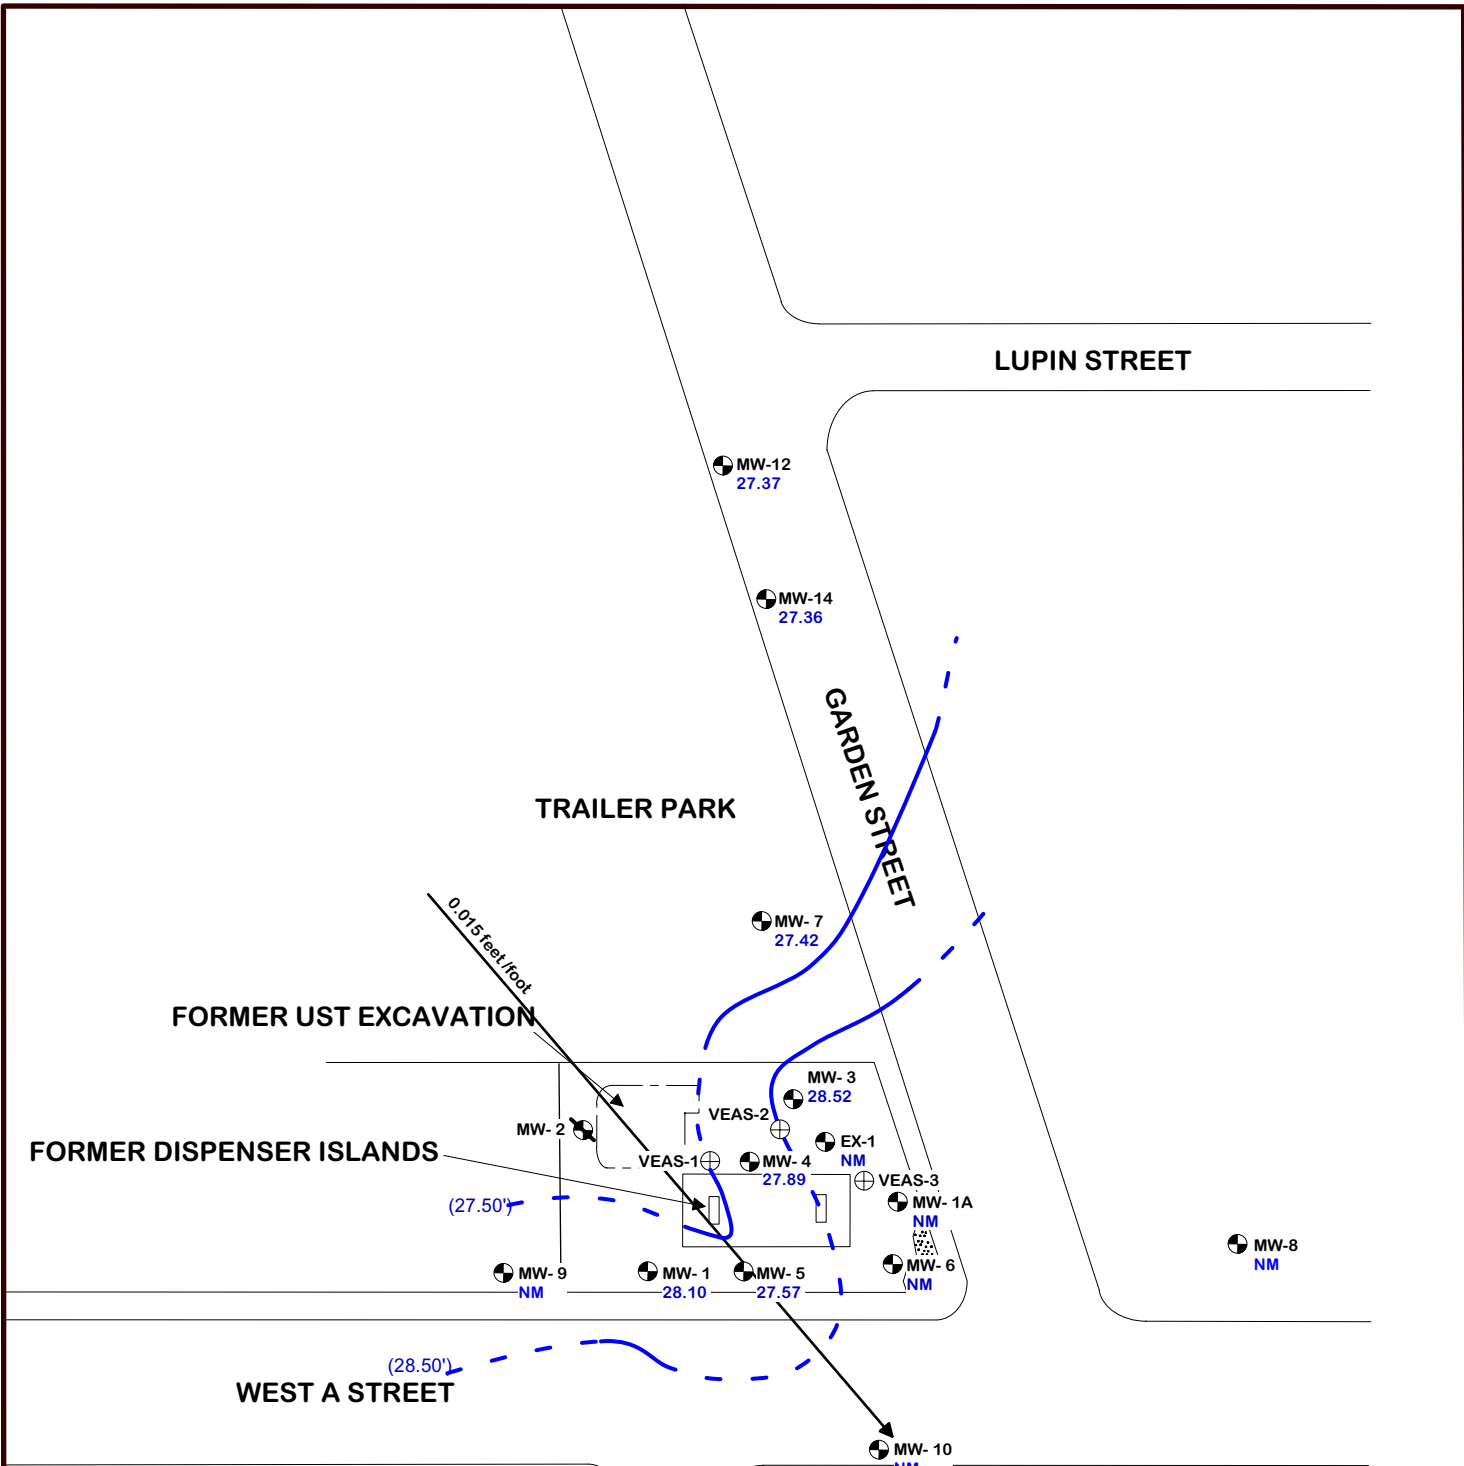 LUPIN STREET
MW-12
27.37
MW-14
27.36
GARDEN STREET
TRAILER PARK
0.015 feet/foot
MW- 7
27.42
FORMER UST EXCAVATION
MW- 3
28.52
VEAS-2
MW- 2
EX-1
NM
FORMER DISPENSER ISLANDS
VEAS-1
MW- 4
27.89
VEAS-3
(27.50')
MW- 1A
NM
MW-8
NM
MW- 9
NM
MW- 1
28.10
MW- 5
27.57
MW- 6
NM
(28.50')
WEST A STREET
MW- 10
NM